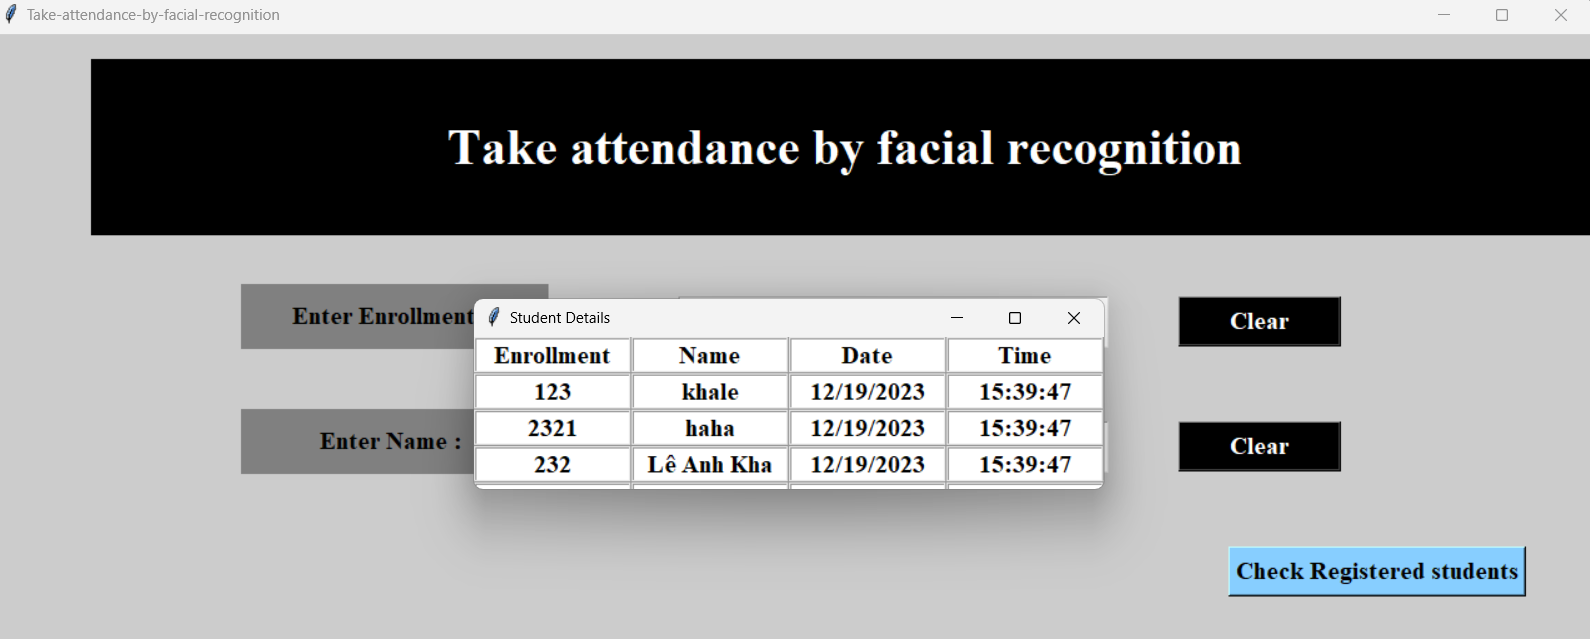 Take-attendance-by-facial-recognition
Take attendance by facial recognition
Enter Enrollment
Clear
Student Details
Enrollment Name Date Time
123 khale 12/19/2023 15:39:47
2321 haha 12/19/2023 15:39:47
232 Lê Anh Kha 12/19/2023 15:39:47
Enter Name :
Clear
Check Registered students